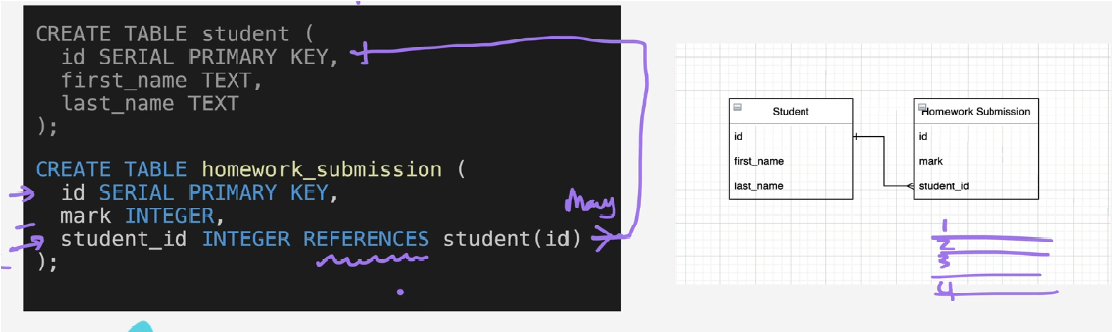 CREATE TABLE student (
id SERIAL PRIMARY KEY,
first_name TEXT,
last_name TEXT
);
CREATE TABLE homework_submission (
id SERIAL PRIMARY KEY,
mark INTEGER,
student_id INTEGER REFERENCES student(id)
);
Many
Student
id
first_name
last_name
Homework Submission
id
mark
student_id
1
2
3
4